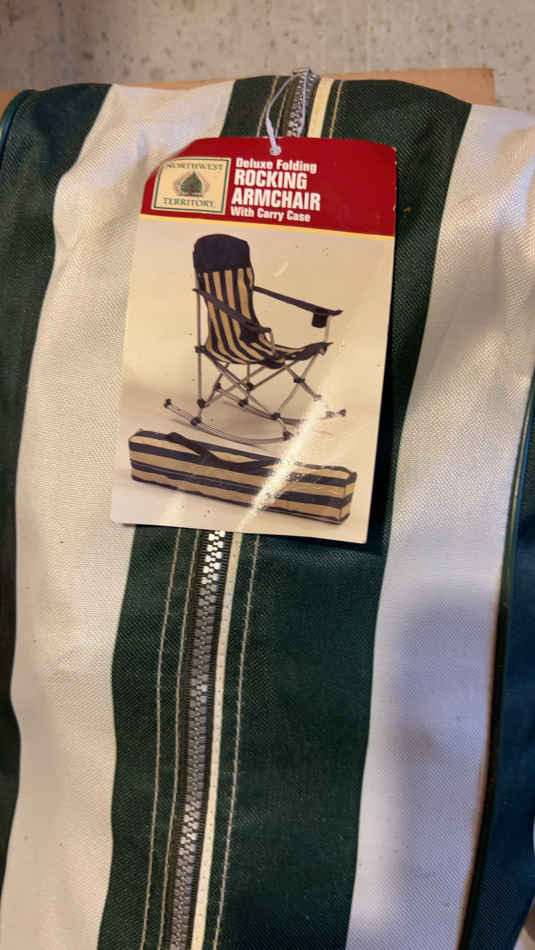 NORTHWEST
TERRITORY
Deluxe Folding
ROCKING
ARMCHAIR
With Carry Case